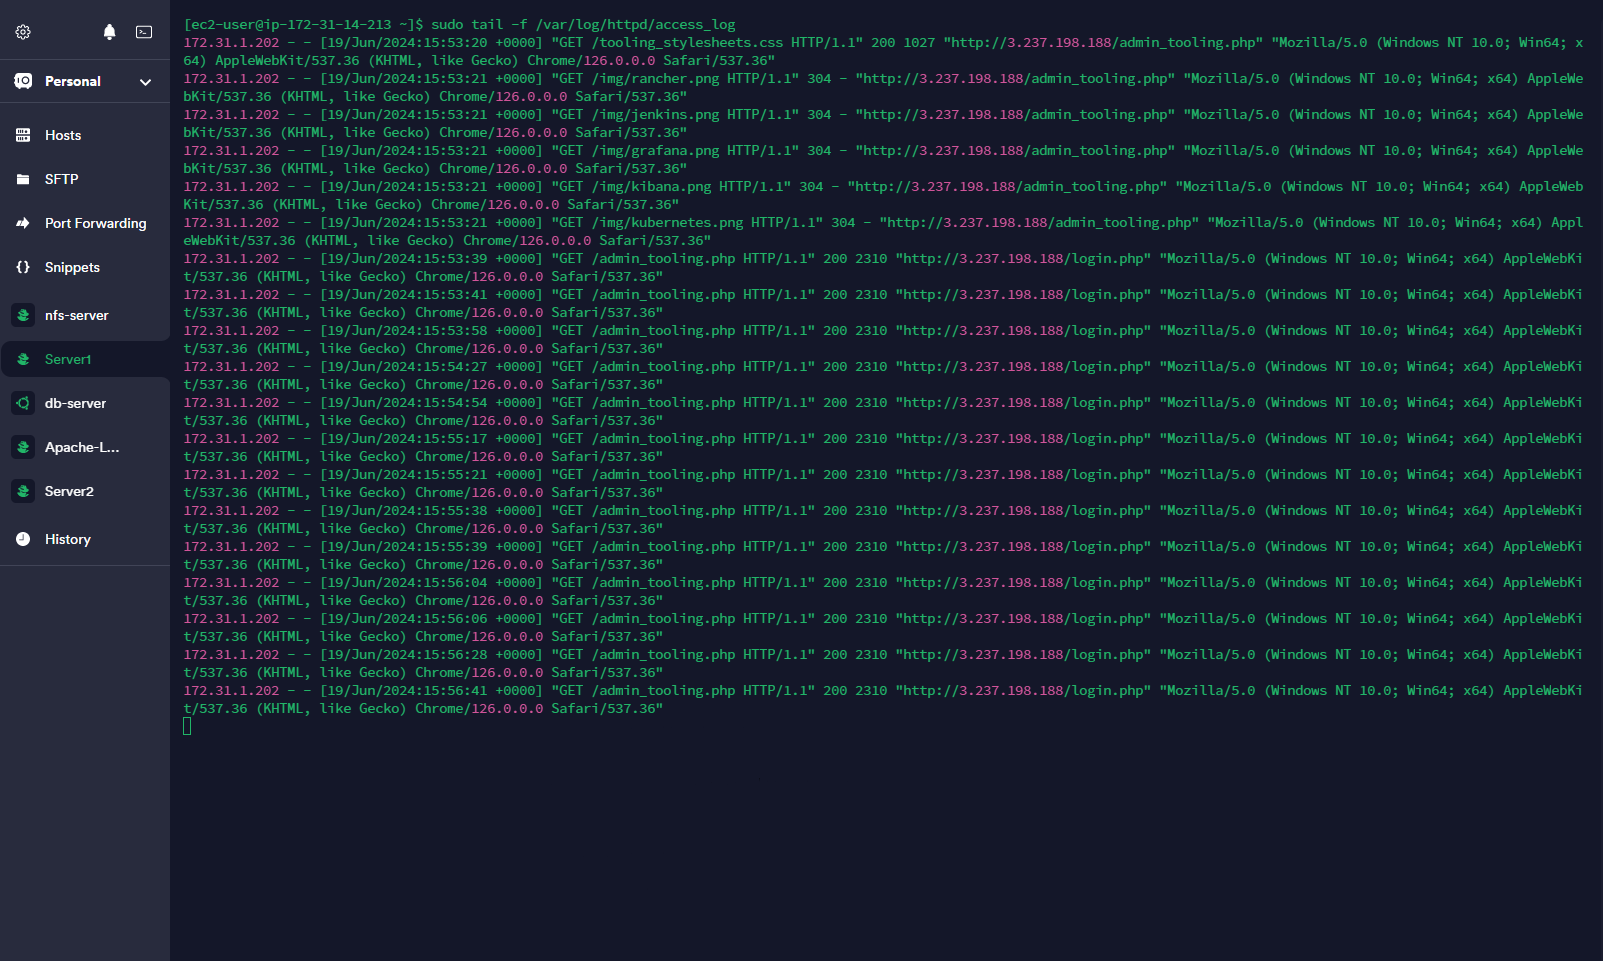 Personal
Hosts
SFTP
Port Forwarding
Snippets
nfs-server
Server1
db-server
Apache-L...
Server2
History
[ec2-user@ip-172-31-14-213 ~]$ sudo tail -f /var/log/httpd/access_log
172.31.1.202 - - [19/Jun/2024:15:53:20 +0000] "GET /tooling_stylesheets.css HTTP/1.1" 200 1027 "http://3.237.198.188/admin_tooling.php" "Mozilla/5.0 (Windows NT 10.0; Win64; x
64) AppleWebKit/537.36 (KHTML, like Gecko) Chrome/126.0.0.0 Safari/537.36"
172.31.1.202 - - [19/Jun/2024:15:53:21 +0000] "GET /img/rancher.png HTTP/1.1" 304 - "http://3.237.198.188/admin_tooling.php" "Mozilla/5.0 (Windows NT 10.0; Win64; x64) AppleWe
bKit/537.36 (KHTML, like Gecko) Chrome/126.0.0.0 Safari/537.36"
172.31.1.202 - - [19/Jun/2024:15:53:21 +0000] "GET /img/jenkins.png HTTP/1.1" 304 - "http://3.237.198.188/admin_tooling.php" "Mozilla/5.0 (Windows NT 10.0; Win64; x64) AppleWe
bKit/537.36 (KHTML, like Gecko) Chrome/126.0.0.0 Safari/537.36"
172.31.1.202 - - [19/Jun/2024:15:53:21 +0000] "GET /img/grafana.png HTTP/1.1" 304 - "http://3.237.198.188/admin_tooling.php" "Mozilla/5.0 (Windows NT 10.0; Win64; x64) AppleWe
bKit/537.36 (KHTML, like Gecko) Chrome/126.0.0.0 Safari/537.36"
172.31.1.202 - - [19/Jun/2024:15:53:21 +0000] "GET /img/kibana.png HTTP/1.1" 304 - "http://3.237.198.188/admin_tooling.php" "Mozilla/5.0 (Windows NT 10.0; Win64; x64) AppleWeb
Kit/537.36 (KHTML, like Gecko) Chrome/126.0.0.0 Safari/537.36"
172.31.1.202 - - [19/Jun/2024:15:53:21 +0000] "GET /img/kubernetes.png HTTP/1.1" 304 - "http://3.237.198.188/admin_tooling.php" "Mozilla/5.0 (Windows NT 10.0; Win64; x64) Appl
eWebKit/537.36 (KHTML, like Gecko) Chrome/126.0.0.0 Safari/537.36"
172.31.1.202 - - [19/Jun/2024:15:53:39 +0000] "GET /admin_tooling.php HTTP/1.1" 200 2310 "http://3.237.198.188/login.php" "Mozilla/5.0 (Windows NT 10.0; Win64; x64) AppleWebKi
t/537.36 (KHTML, like Gecko) Chrome/126.0.0.0 Safari/537.36"
172.31.1.202 - - [19/Jun/2024:15:53:41 +0000] "GET /admin_tooling.php HTTP/1.1" 200 2310 "http://3.237.198.188/login.php" "Mozilla/5.0 (Windows NT 10.0; Win64; x64) AppleWebKi
t/537.36 (KHTML, like Gecko) Chrome/126.0.0.0 Safari/537.36"
172.31.1.202 - - [19/Jun/2024:15:53:58 +0000] "GET /admin_tooling.php HTTP/1.1" 200 2310 "http://3.237.198.188/login.php" "Mozilla/5.0 (Windows NT 10.0; Win64; x64) AppleWebKi
t/537.36 (KHTML, like Gecko) Chrome/126.0.0.0 Safari/537.36"
172.31.1.202 - - [19/Jun/2024:15:54:27 +0000] "GET /admin_tooling.php HTTP/1.1" 200 2310 "http://3.237.198.188/login.php" "Mozilla/5.0 (Windows NT 10.0; Win64; x64) AppleWebKi
t/537.36 (KHTML, like Gecko) Chrome/126.0.0.0 Safari/537.36"
172.31.1.202 - - [19/Jun/2024:15:54:54 +0000] "GET /admin_tooling.php HTTP/1.1" 200 2310 "http://3.237.198.188/login.php" "Mozilla/5.0 (Windows NT 10.0; Win64; x64) AppleWebKi
t/537.36 (KHTML, like Gecko) Chrome/126.0.0.0 Safari/537.36"
172.31.1.202 - - [19/Jun/2024:15:55:17 +0000] "GET /admin_tooling.php HTTP/1.1" 200 2310 "http://3.237.198.188/login.php" "Mozilla/5.0 (Windows NT 10.0; Win64; x64) AppleWebKi
t/537.36 (KHTML, like Gecko) Chrome/126.0.0.0 Safari/537.36"
172.31.1.202 - - [19/Jun/2024:15:55:21 +0000] "GET /admin_tooling.php HTTP/1.1" 200 2310 "http://3.237.198.188/login.php" "Mozilla/5.0 (Windows NT 10.0; Win64; x64) AppleWebKi
t/537.36 (KHTML, like Gecko) Chrome/126.0.0.0 Safari/537.36"
172.31.1.202 - - [19/Jun/2024:15:55:38 +0000] "GET /admin_tooling.php HTTP/1.1" 200 2310 "http://3.237.198.188/login.php" "Mozilla/5.0 (Windows NT 10.0; Win64; x64) AppleWebKi
t/537.36 (KHTML, like Gecko) Chrome/126.0.0.0 Safari/537.36"
172.31.1.202 - - [19/Jun/2024:15:55:39 +0000] "GET /admin_tooling.php HTTP/1.1" 200 2310 "http://3.237.198.188/login.php" "Mozilla/5.0 (Windows NT 10.0; Win64; x64) AppleWebKi
t/537.36 (KHTML, like Gecko) Chrome/126.0.0.0 Safari/537.36"
172.31.1.202 - - [19/Jun/2024:15:56:04 +0000] "GET /admin_tooling.php HTTP/1.1" 200 2310 "http://3.237.198.188/login.php" "Mozilla/5.0 (Windows NT 10.0; Win64; x64) AppleWebKi
t/537.36 (KHTML, like Gecko) Chrome/126.0.0.0 Safari/537.36"
172.31.1.202 - - [19/Jun/2024:15:56:06 +0000] "GET /admin_tooling.php HTTP/1.1" 200 2310 "http://3.237.198.188/login.php" "Mozilla/5.0 (Windows NT 10.0; Win64; x64) AppleWebKi
t/537.36 (KHTML, like Gecko) Chrome/126.0.0.0 Safari/537.36"
172.31.1.202 - - [19/Jun/2024:15:56:28 +0000] "GET /admin_tooling.php HTTP/1.1" 200 2310 "http://3.237.198.188/login.php" "Mozilla/5.0 (Windows NT 10.0; Win64; x64) AppleWebKi
t/537.36 (KHTML, like Gecko) Chrome/126.0.0.0 Safari/537.36"
172.31.1.202 - - [19/Jun/2024:15:56:41 +0000] "GET /admin_tooling.php HTTP/1.1" 200 2310 "http://3.237.198.188/login.php" "Mozilla/5.0 (Windows NT 10.0; Win64; x64) AppleWebKi
t/537.36 (KHTML, like Gecko) Chrome/126.0.0.0 Safari/537.36"